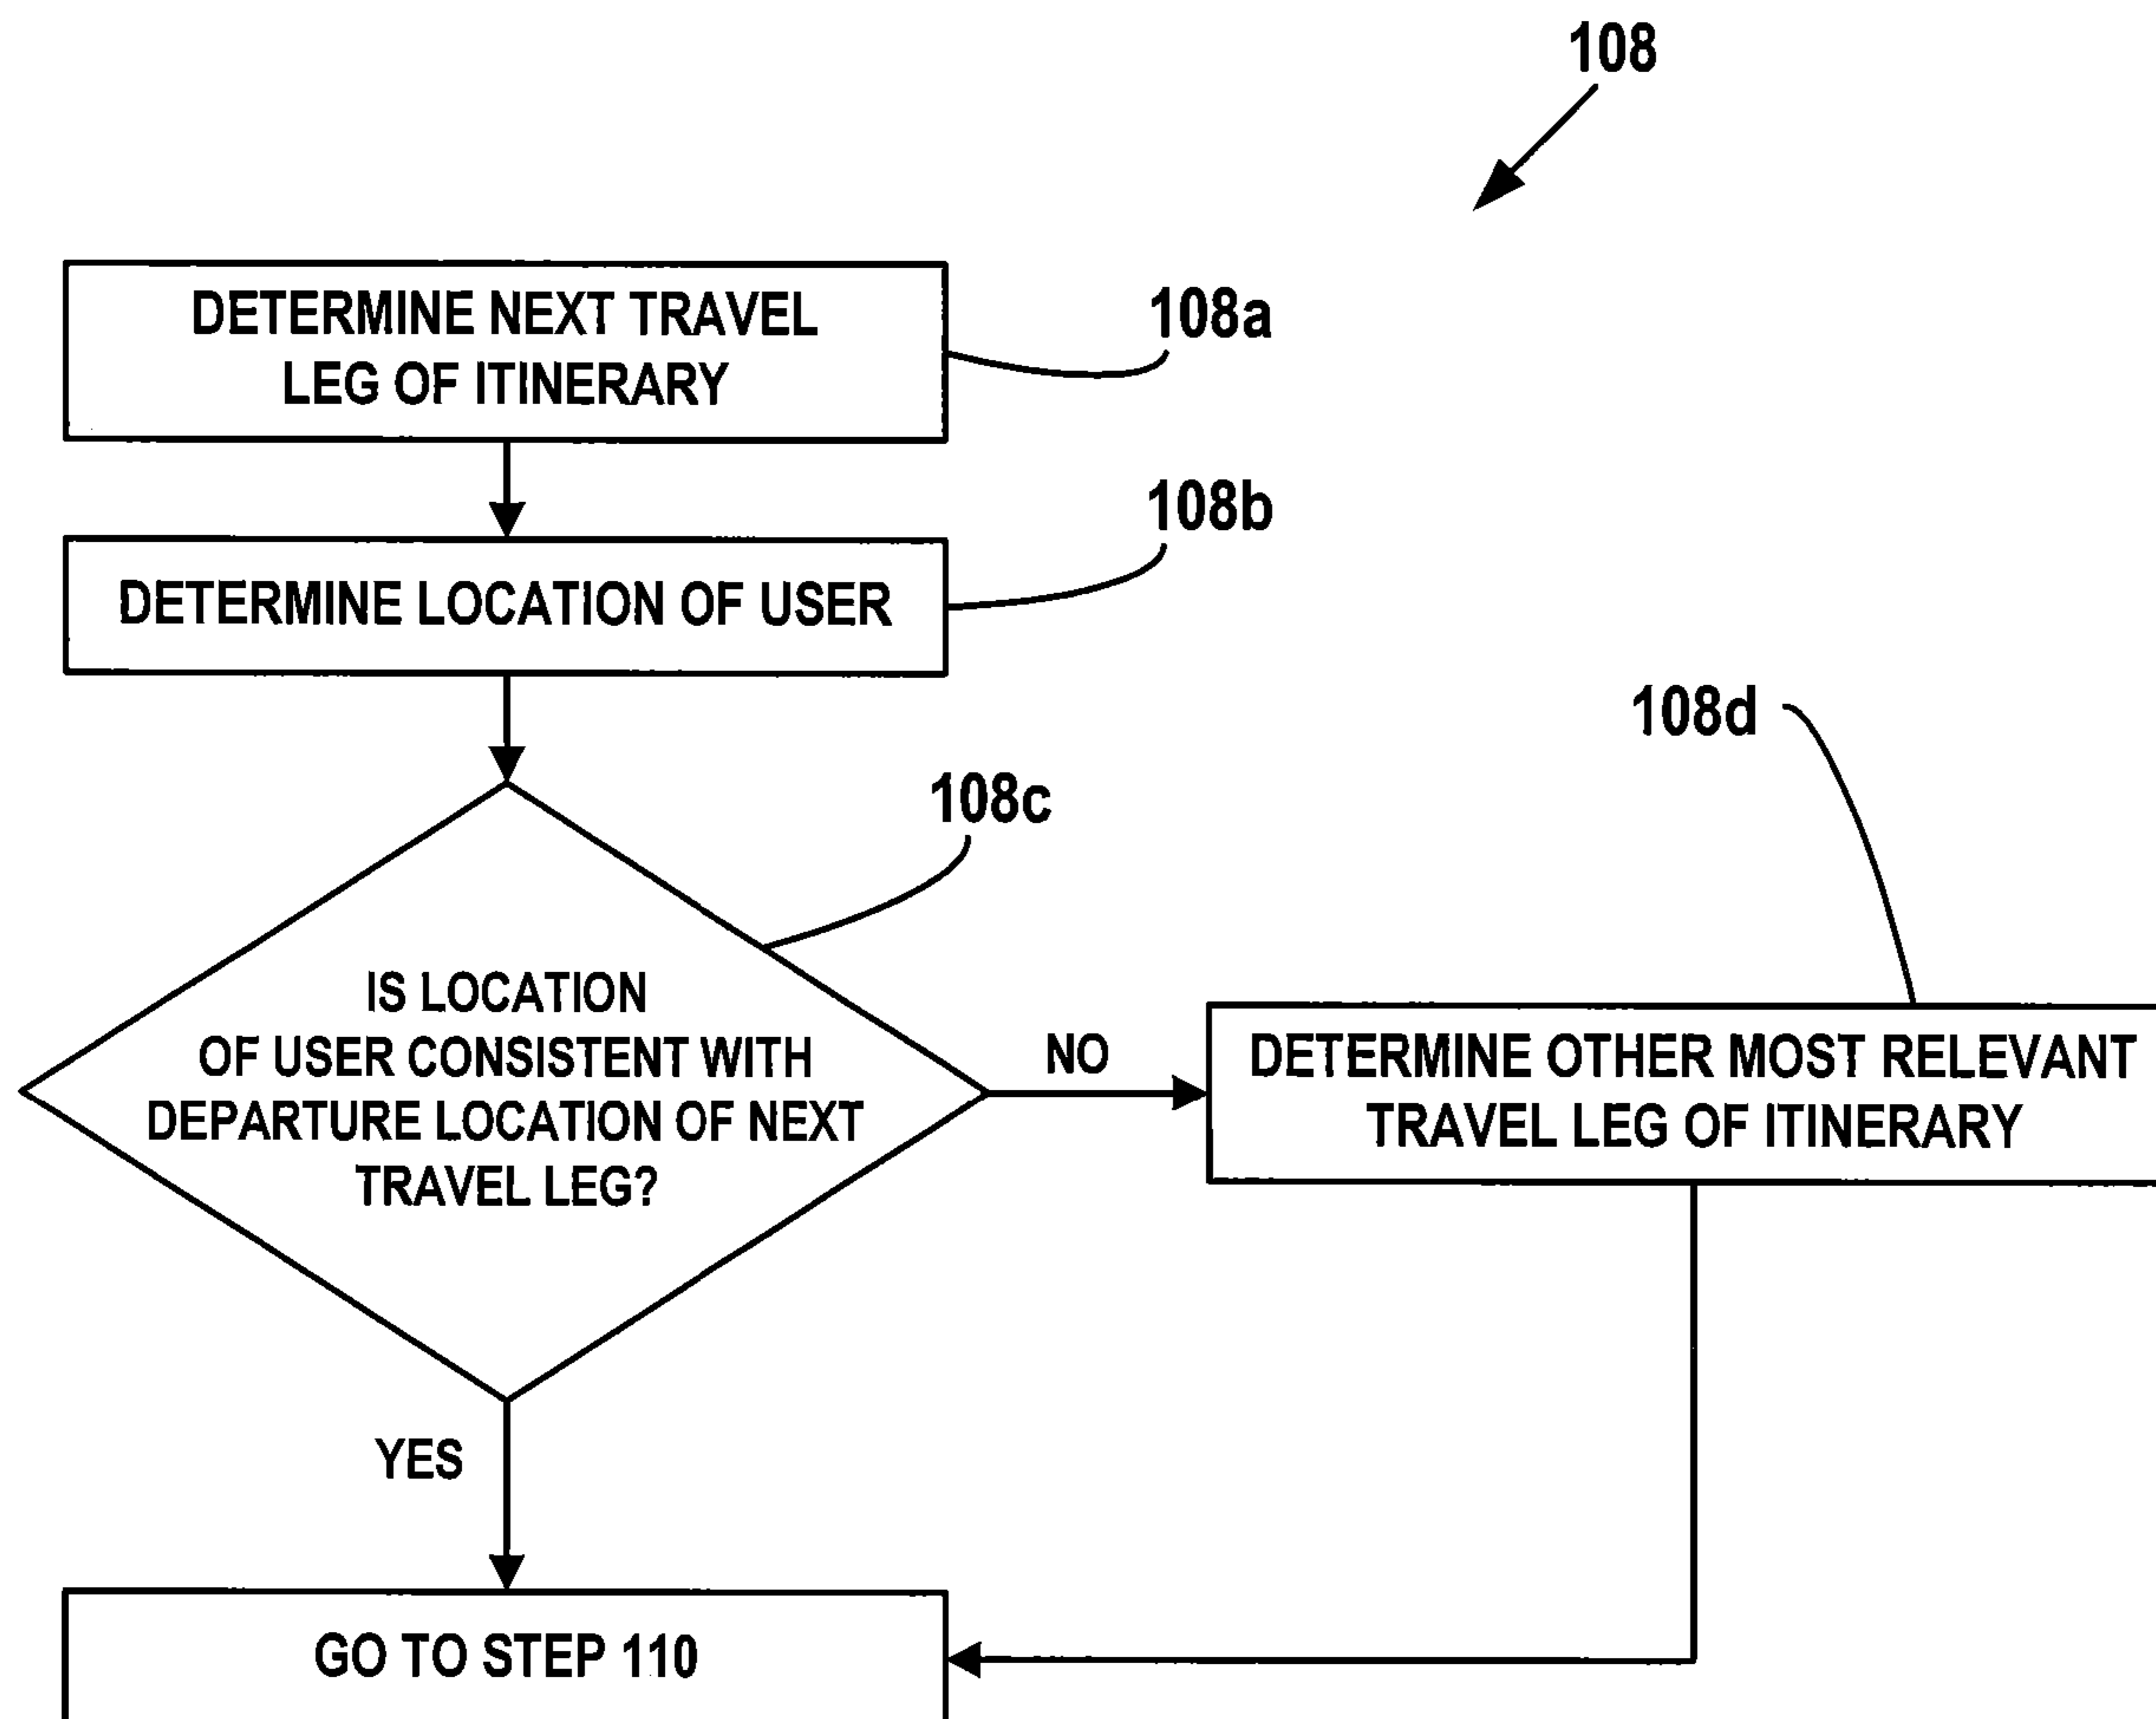 108
DETERMINE NEXT TRAVEL
LEG OF ITINERARY
108a
DETERMINE LOCATION OF USER
108b
108c
IS LOCATION
OF USER CONSISTENT WITH
DEPARTURE LOCATION OF NEXT
TRAVEL LEG?
NO
108d
DETERMINE OTHER MOST RELEVANT
TRAVEL LEG OF ITINERARY
YES
GO TO STEP 110